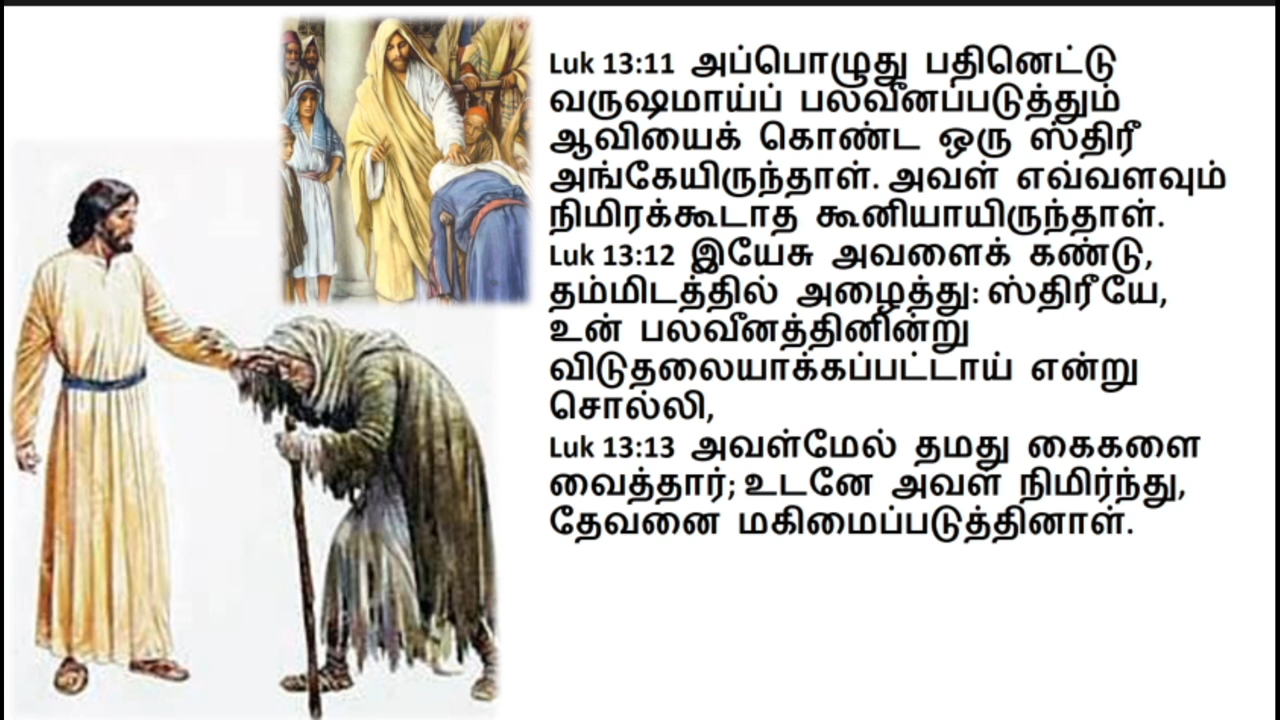 Luk 13:11 அப்பொழுது பதினெட்டு
வருஷமாய்ப் பலவீனப்படுத்தும்
ஆவியைக் கொண்ட ஒரு ஸ்திரீ
அங்கேயிருந்தாள். அவள் எவ்வளவும்
நிமிரக்கூடாத கூனியாயிருந்தாள்.
Luk 13:12 இயேசு அவளைக் கண்டு,
தம்மிடத்தில் அழைத்து: ஸ்திரீயே,
உன் பலவீனத்தினின்று
விடுதலையாக்கப்பட்டாய் என்று
சொல்லி,
Luk 13:13 அவள்மேல் தமது கைகளை
வைத்தார்; உடனே அவள் நிமிர்ந்து,
தேவனை மகிமைப்படுத்தினாள்.